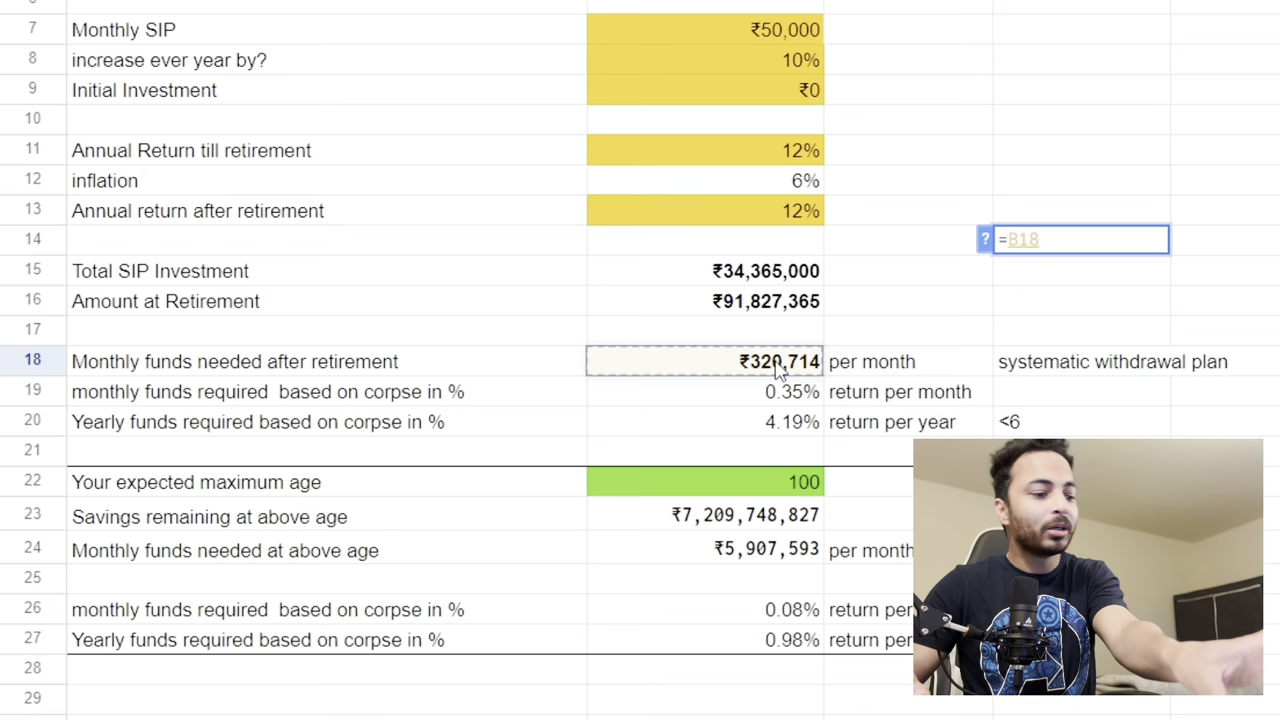 7 Monthly SIP ₹50,000
8 increase ever year by? 10%
9 Initial Investment ₹0
10
11 Annual Return till retirement 12%
12 inflation 6%
13 Annual return after retirement 12%
14 ? =B18
15 Total SIP Investment ₹34,365,000
16 Amount at Retirement ₹91,827,365
17
18 Monthly funds needed after retirement ₹320,714 per month systematic withdrawal plan
19 monthly funds required based on corpse in % 0.35% return per month
20 Yearly funds required based on corpse in % 4.19% return per year <6
21
22 Your expected maximum age 100
23 Savings remaining at above age ₹7,209,748,827
24 Monthly funds needed at above age ₹5,907,593 per month
25
26 monthly funds required based on corpse in % 0.08% return per
27 Yearly funds required based on corpse in % 0.98% return per
28
29